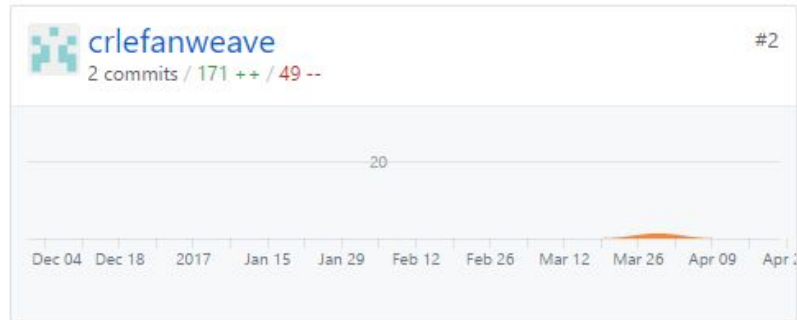 crlefanweave
#2
2 commits / 171 ++ / 49 --
20
Dec 04 Dec 18 2017 Jan 15 Jan 29 Feb 12 Feb 26 Mar 12 Mar 26 Apr 09 Apr